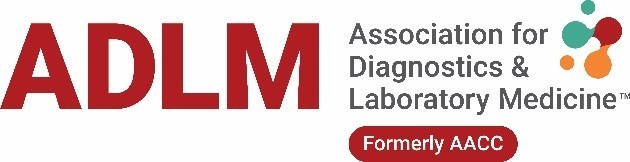 ADLM
Association for
Diagnostics &
Laboratory Medicine™
Formerly AACC